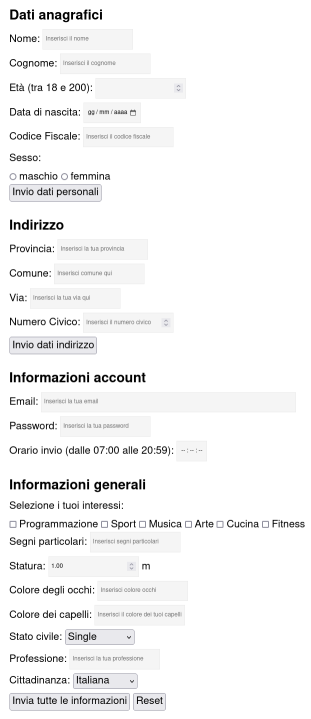 Dati anagrafici
Nome: Inserisci il nome
Cognome: Inserisci il cognome
Età (tra 18 e 200):
Data di nascita: gg / mm / aaaa
Codice Fiscale: Inserisci il codice fiscale
Sesso:
maschio femmina
Invio dati personali
Indirizzo
Provincia: Inserisci la tua provincia
Comune: Inserisci comune qui
Via: Inserisci la tua via qui
Numero Civico: Inserisci il numero civico
Invio dati indirizzo
Informazioni account
Email: Inserisci la tua email
Password: Inserisci la tua password
Orario invio (dalle 07:00 alle 20:59): -- : -- : --
Informazioni generali
Selezione i tuoi interessi:
Programmazione Sport Musica Arte Cucina Fitness
Segni particolari: Inserisci segni particolari
Statura: 1.00 m
Colore degli occhi: Inserisci colore occhi
Colore dei capelli: Inserisci il colore dei tuoi capelli
Stato civile: Single
Professione: Inserisci la tua professione
Cittadinanza: Italiana
Invia tutte le informazioni Reset